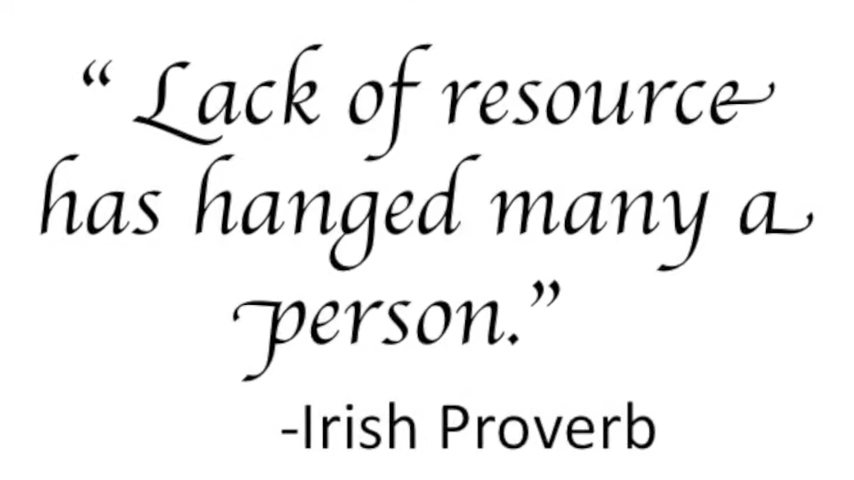 “ Lack of resource
has hanged many a
person.”
-Irish Proverb